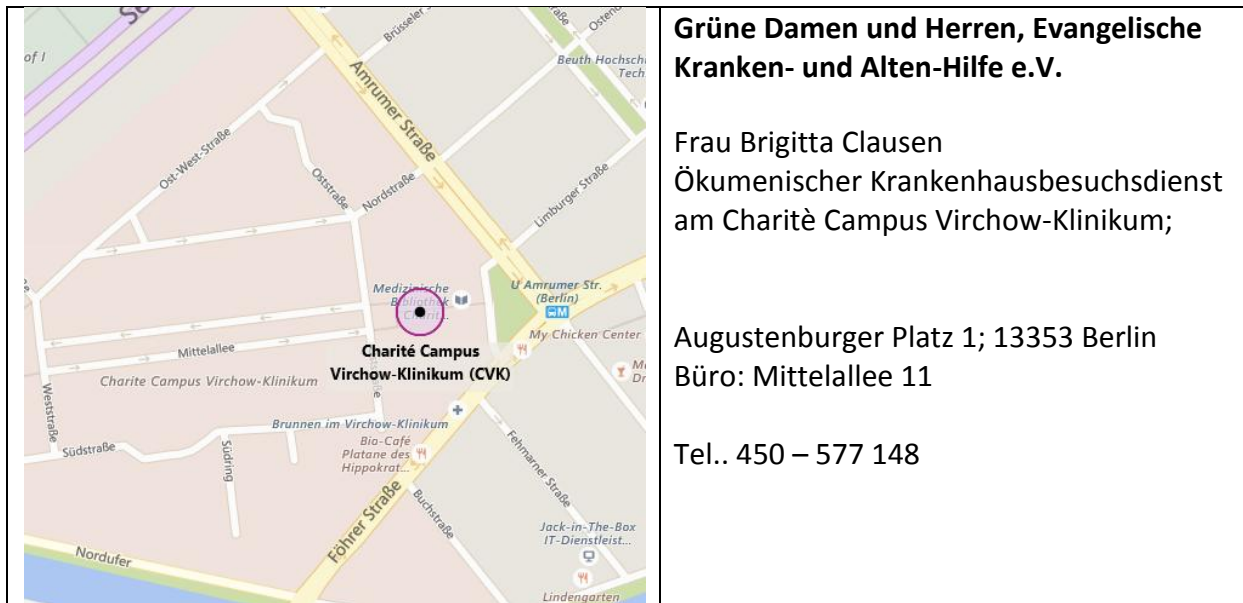 of I
Brüsseler
Ostend
Beuth Hochsch
Tech
Amrumer Straße
Ost-West-Straße
Oststraße
Nordstraße
Limburger Straße
Medizinische
Bibliothek
Charit...
U Amrumer Str.
(Berlin)
My Chicken Center
Charité Campus
Virchow-Klinikum (CVK)
Mittelallee
Charite Campus Virchow-Klinikum
Weststraße
Brunnen im Virchow-Klinikum
Bio-Café
Platane des
Hippokrat...
Südstraße
Südring
Fehmarner Straße
Buchstraße
Föhrer Straße
Jack-in-The-Box
IT-Dienstleist...
Nordufer
Lindengarten
Grüne Damen und Herren, Evangelische
Kranken- und Alten-Hilfe e.V.
Frau Brigitta Clausen
Ökumenischer Krankenhausbesuchsdienst
am Charitè Campus Virchow-Klinikum;
Augustenburger Platz 1; 13353 Berlin
Büro: Mittelallee 11
Tel.. 450 – 577 148